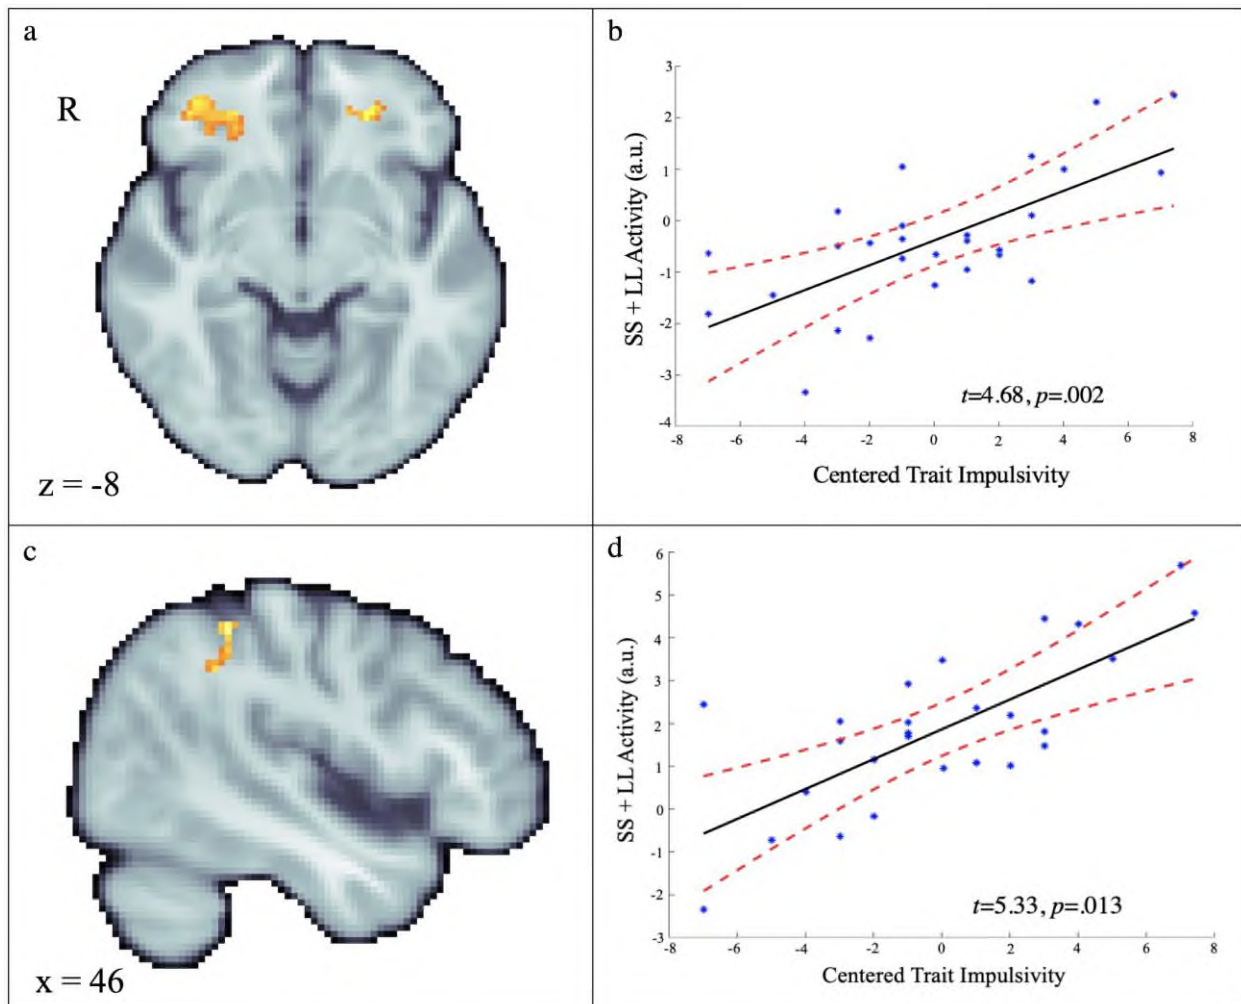 a
R
z = -8
b
3
2
1
0
-1
-2
-3
-4
SS + LL Activity (a.u.)
t=4.68, p=.002
-8 -6 -4 -2 0 2 4 6 8
Centered Trait Impulsivity
c
x = 46
d
6
5
4
3
2
1
0
-1
-2
-3
SS + LL Activity (a.u.)
t=5.33, p=.013
-8 -6 -4 -2 0 2 4 6 8
Centered Trait Impulsivity